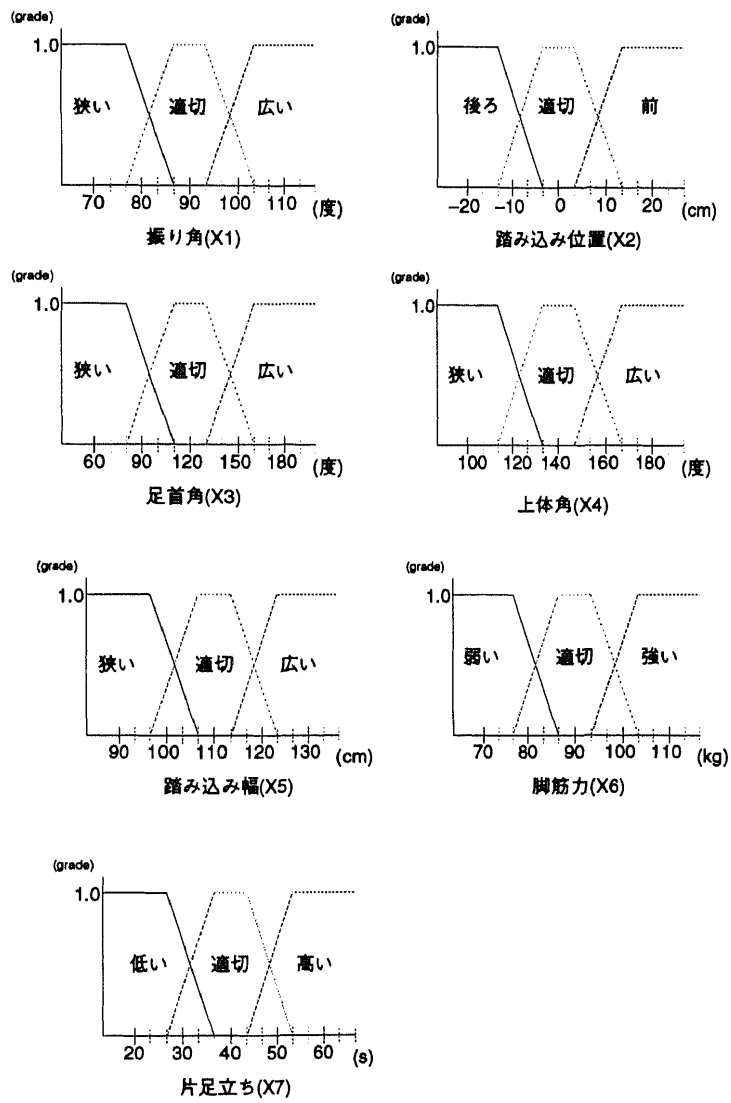 (grade)
1.0
狭い 適切 広い
70 80 90 100 110 (度)
振り角(X1)
(grade)
1.0
後ろ 適切 前
−20 −10 0 10 20 (cm)
踏み込み位置(X2)
(grade)
1.0
狭い 適切 広い
60 90 120 150 180 (度)
足首角(X3)
(grade)
1.0
狭い 適切 広い
100 120 140 160 180 (度)
上体角(X4)
(grade)
1.0
狭い 適切 広い
90 100 110 120 130 (cm)
踏み込み幅(X5)
(grade)
1.0
弱い 適切 強い
70 80 90 100 110 (kg)
脚筋力(X6)
(grade)
1.0
低い 適切 高い
20 30 40 50 60 (s)
片足立ち(X7)